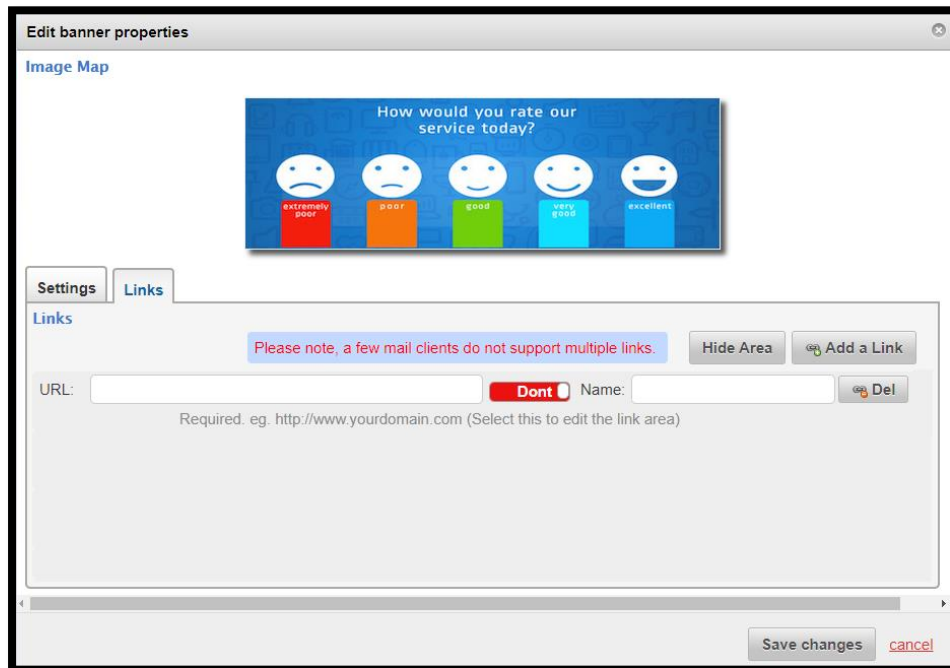 Edit banner properties
Image Map
How would you rate our
service today?
extremely
poor
poor
good
very
good
excellent
Settings
Links
Links
Please note, a few mail clients do not support multiple links.
Hide Area
Add a Link
URL:
Dont
Name:
Del
Required. eg. http://www.yourdomain.com (Select this to edit the link area)
Save changes
cancel